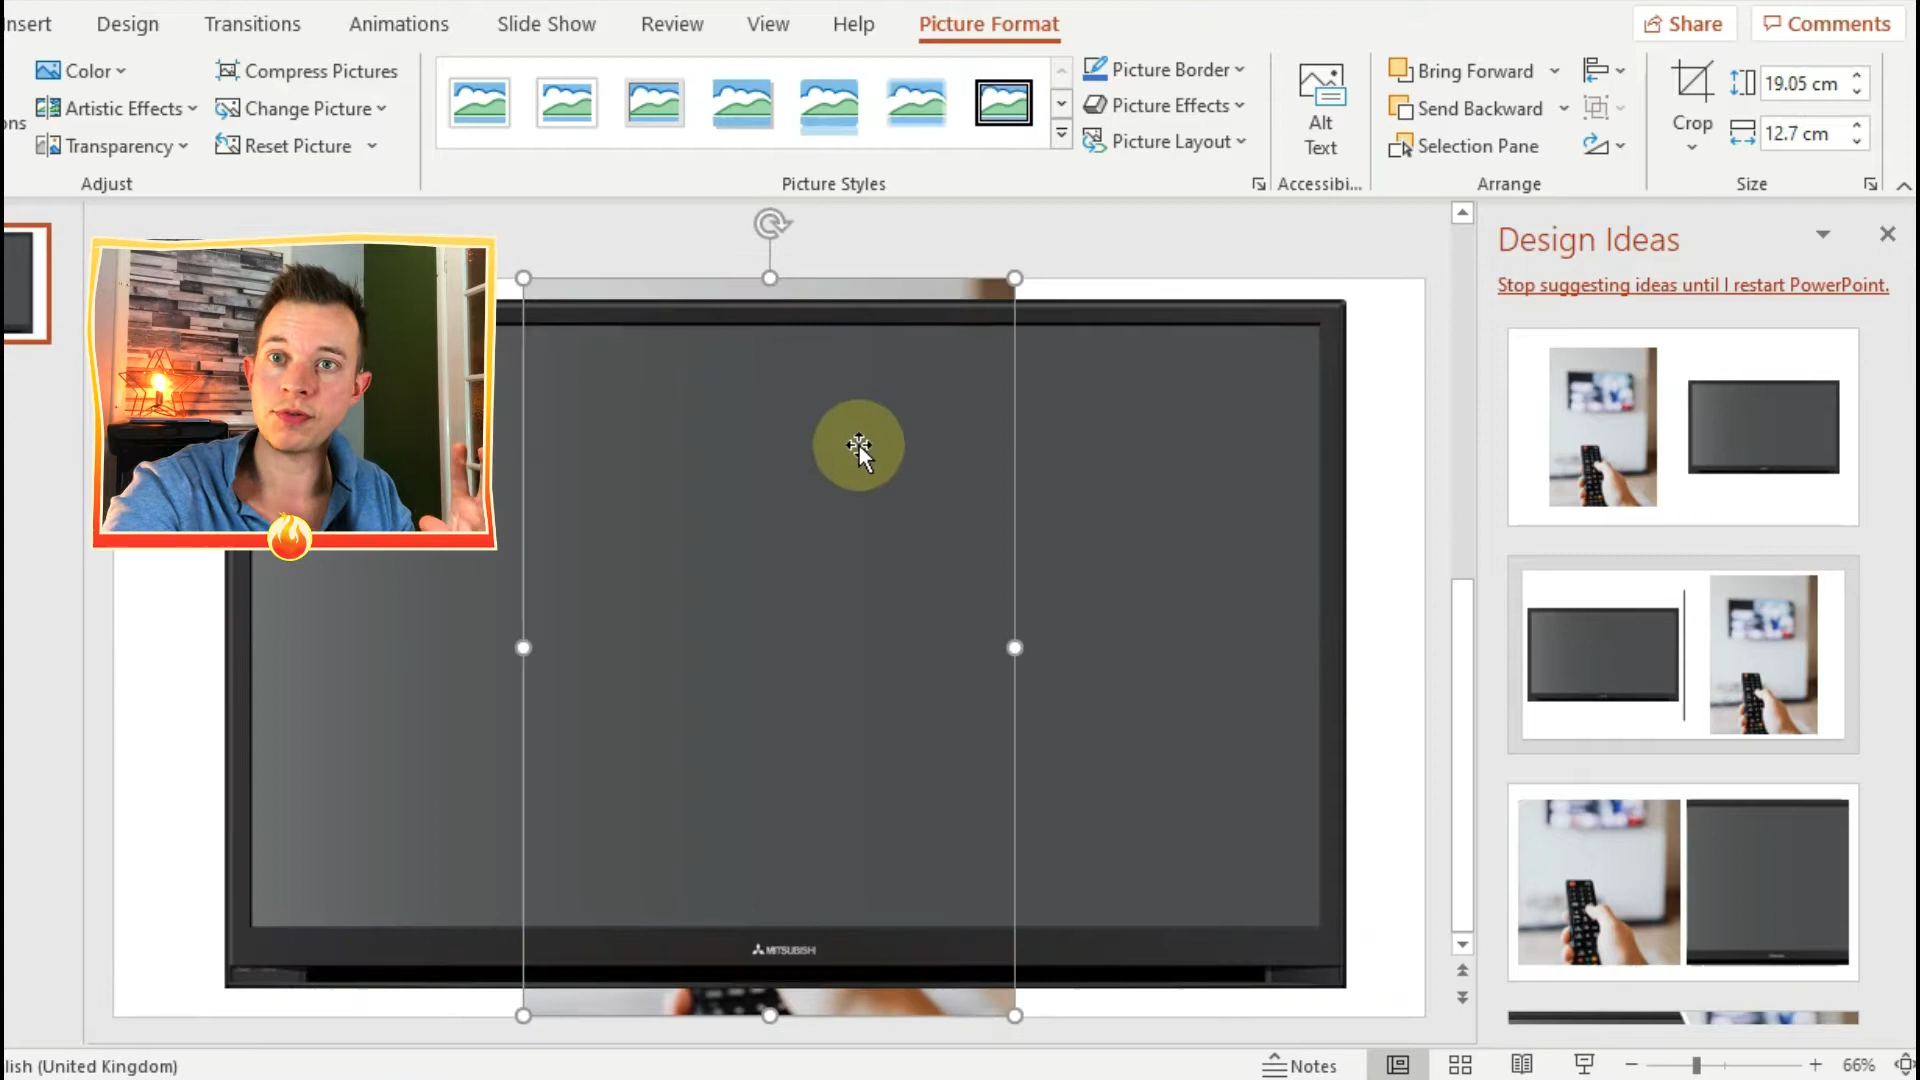 nsert Design Transitions Animations Slide Show Review View Help Picture Format Share Comments
ons
Color
Artistic Effects
Transparency
Compress Pictures
Change Picture
Reset Picture
Adjust
Picture Styles
Picture Border
Picture Effects
Picture Layout
Alt
Text
Accessibi...
Bring Forward
Send Backward
Selection Pane
Arrange
Crop
19.05 cm
12.7 cm
Size
Design Ideas
Stop suggesting ideas until I restart PowerPoint.
MITSUBISH
lish (United Kingdom)
Notes
66%